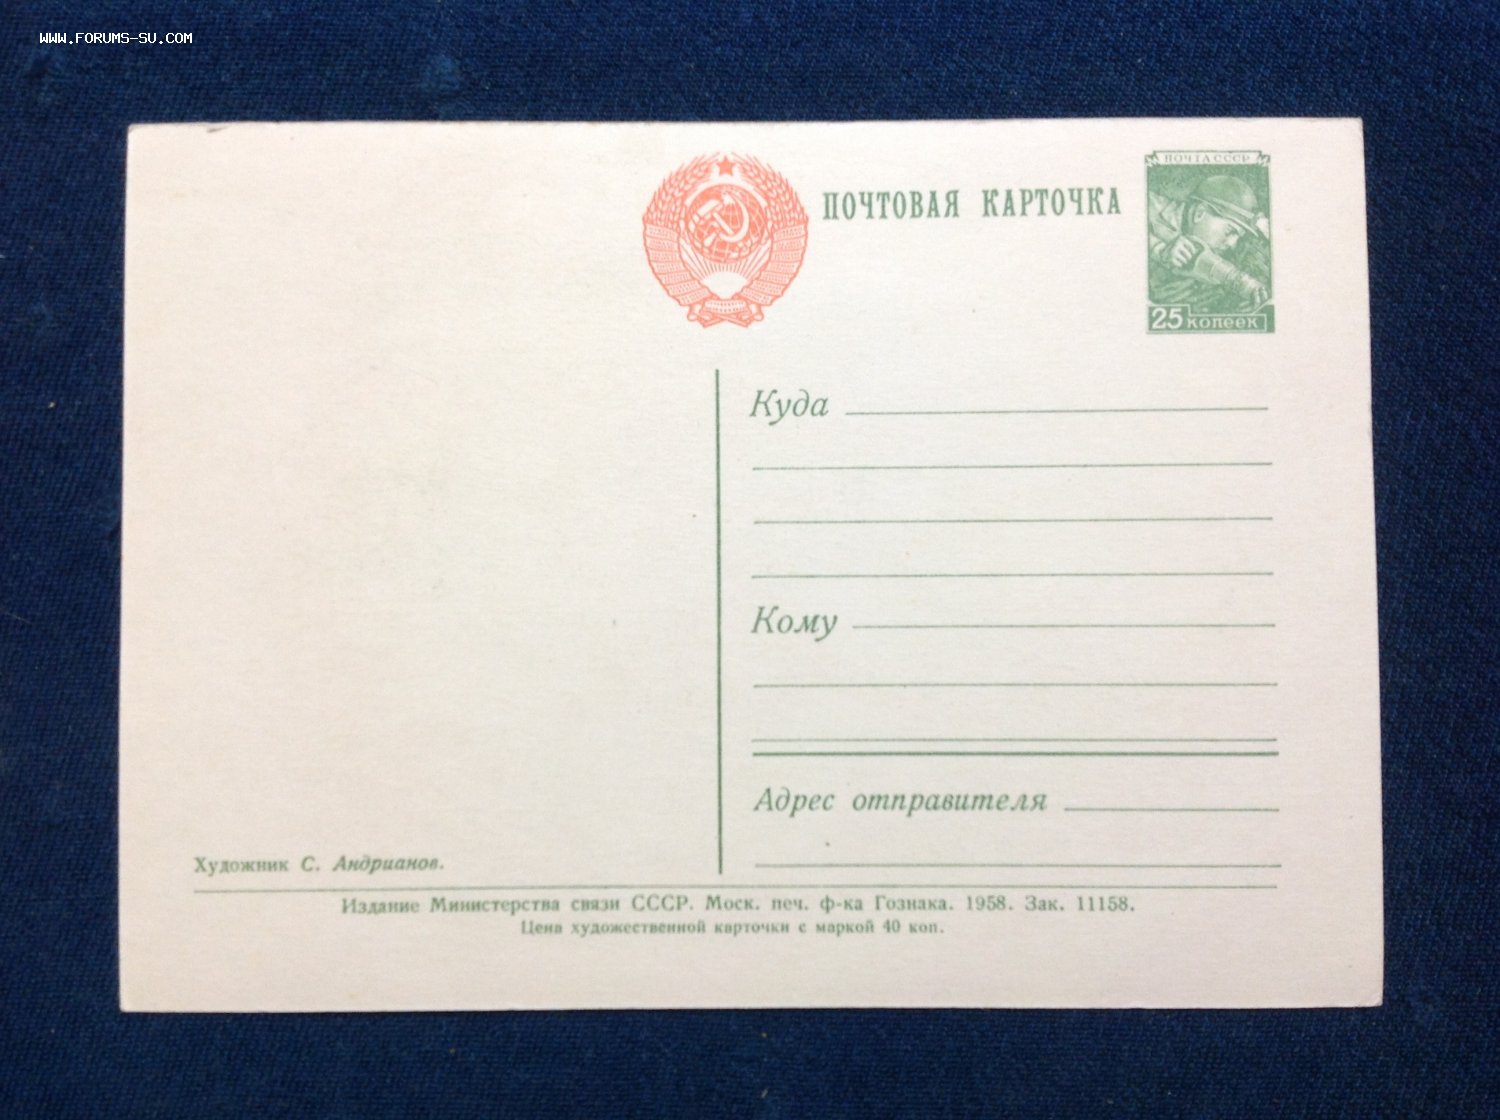 WWW.FORUMS-SU.COM
ПОЧТА СССР
ПОЧТОВАЯ КАРТОЧКА
25 копеек
Куда
Кому
Адрес отправителя
Художник С. Андрианов.
Издание Министерства связи СССР. Моск. печ. ф-ка Гознака. 1958. Зак. 11158.
Цена художественной карточки с маркой 40 коп.